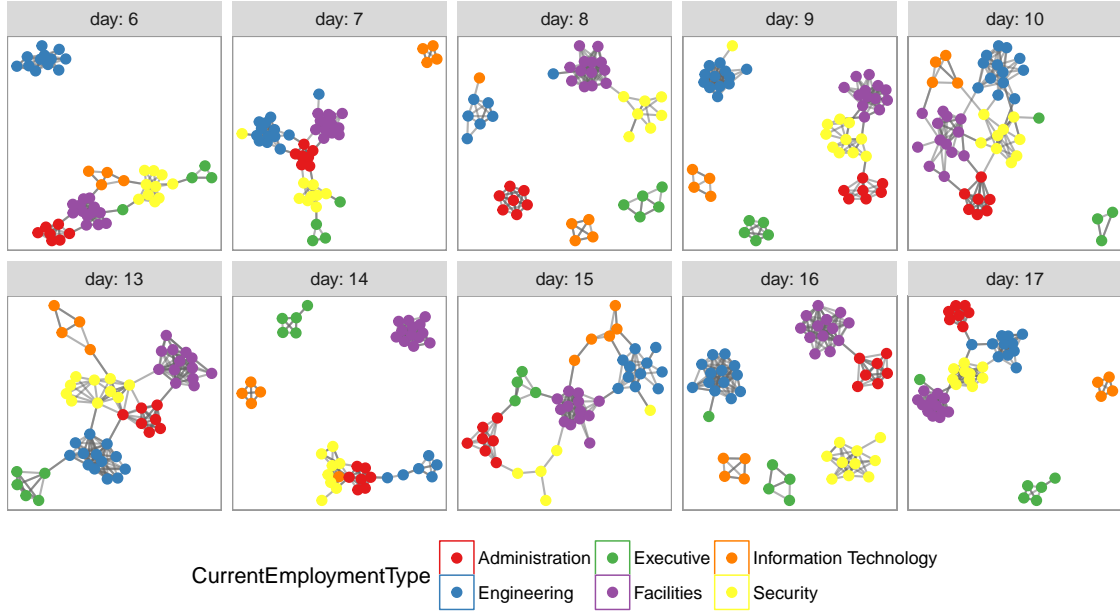 day: 6
day: 7
day: 8
day: 9
day: 10
day: 13
day: 14
day: 15
day: 16
day: 17
CurrentEmploymentType
Administration
Executive
Information Technology
Engineering
Facilities
Security